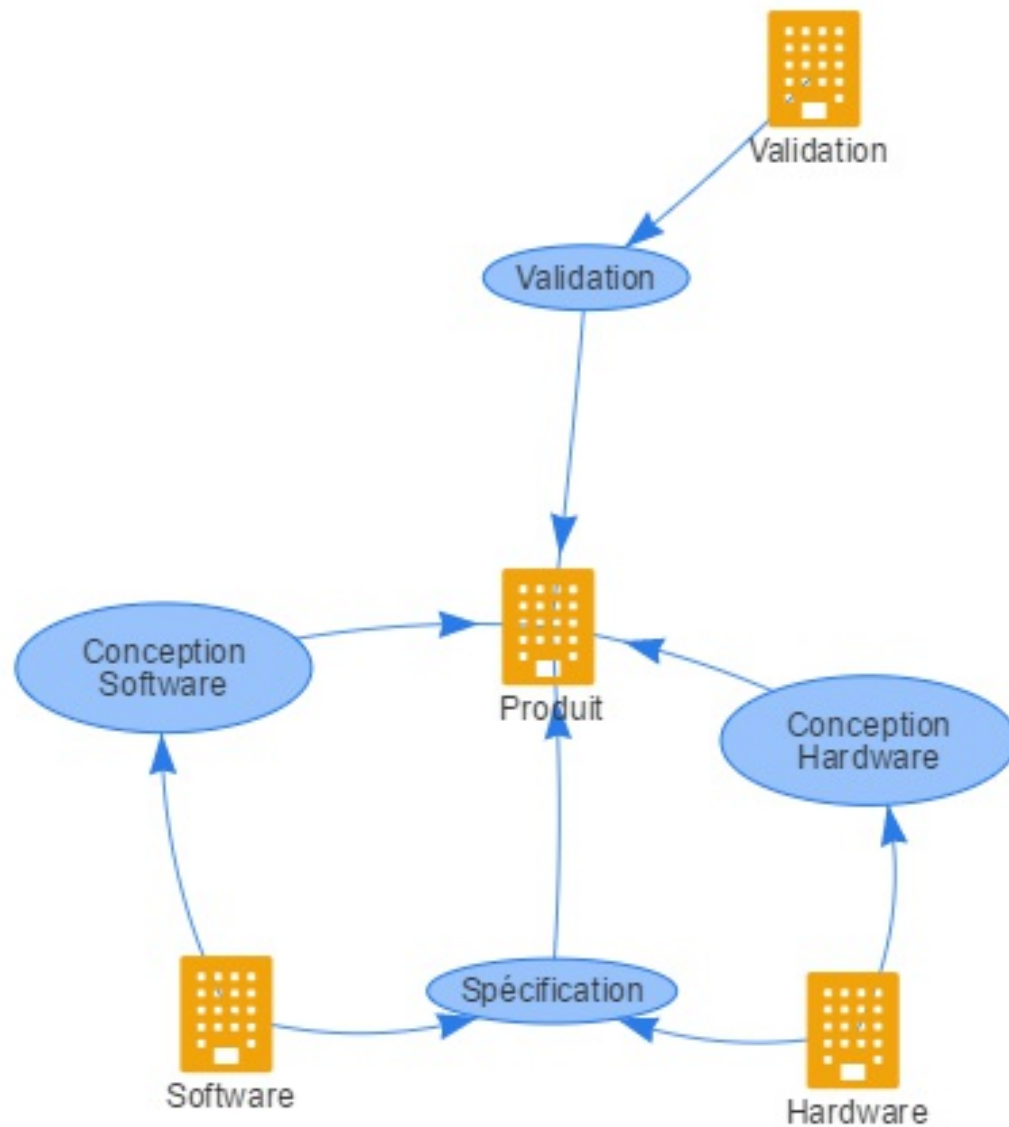 Validation
Validation
Conception
Software
Produit
Conception
Hardware
Spécification
Software
Hardware